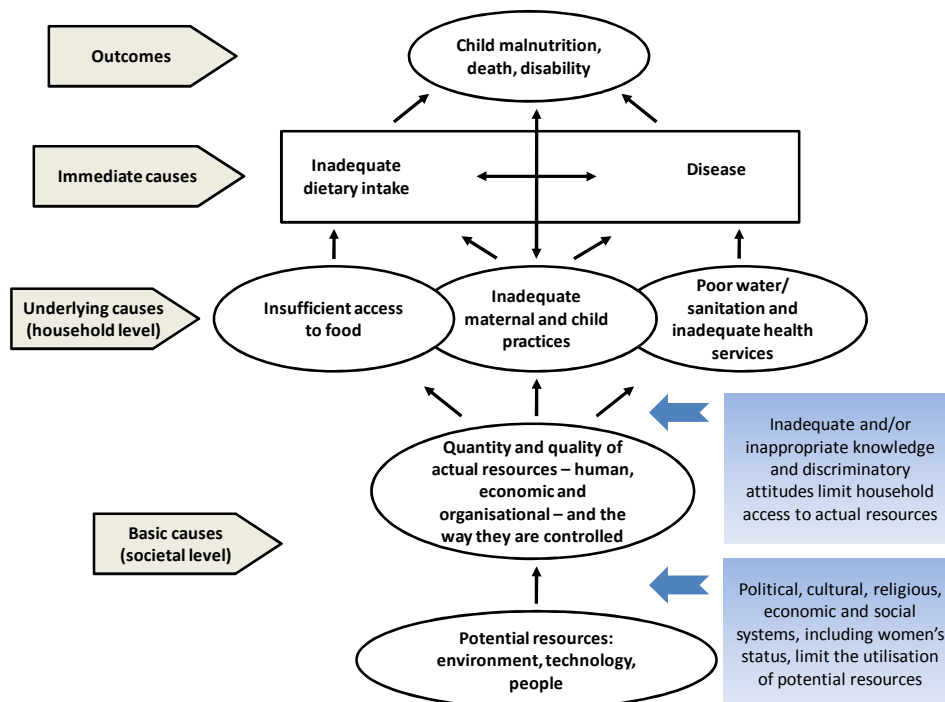 Outcomes
Child malnutrition,
death, disability
Immediate causes
Inadequate
dietary intake
Disease
Underlying causes
(household level)
Insufficient access
to food
Inadequate
maternal and child
practices
Poor water/
sanitation and
inadequate health
services
Basic causes
(societal level)
Quantity and quality of
actual resources – human,
economic and
organisational – and the
way they are controlled
Inadequate and/or
inappropriate knowledge
and discriminatory
attitudes limit household
access to actual resources
Potential resources:
environment, technology,
people
Political, cultural, religious,
economic and social
systems, including women's
status, limit the utilisation
of potential resources